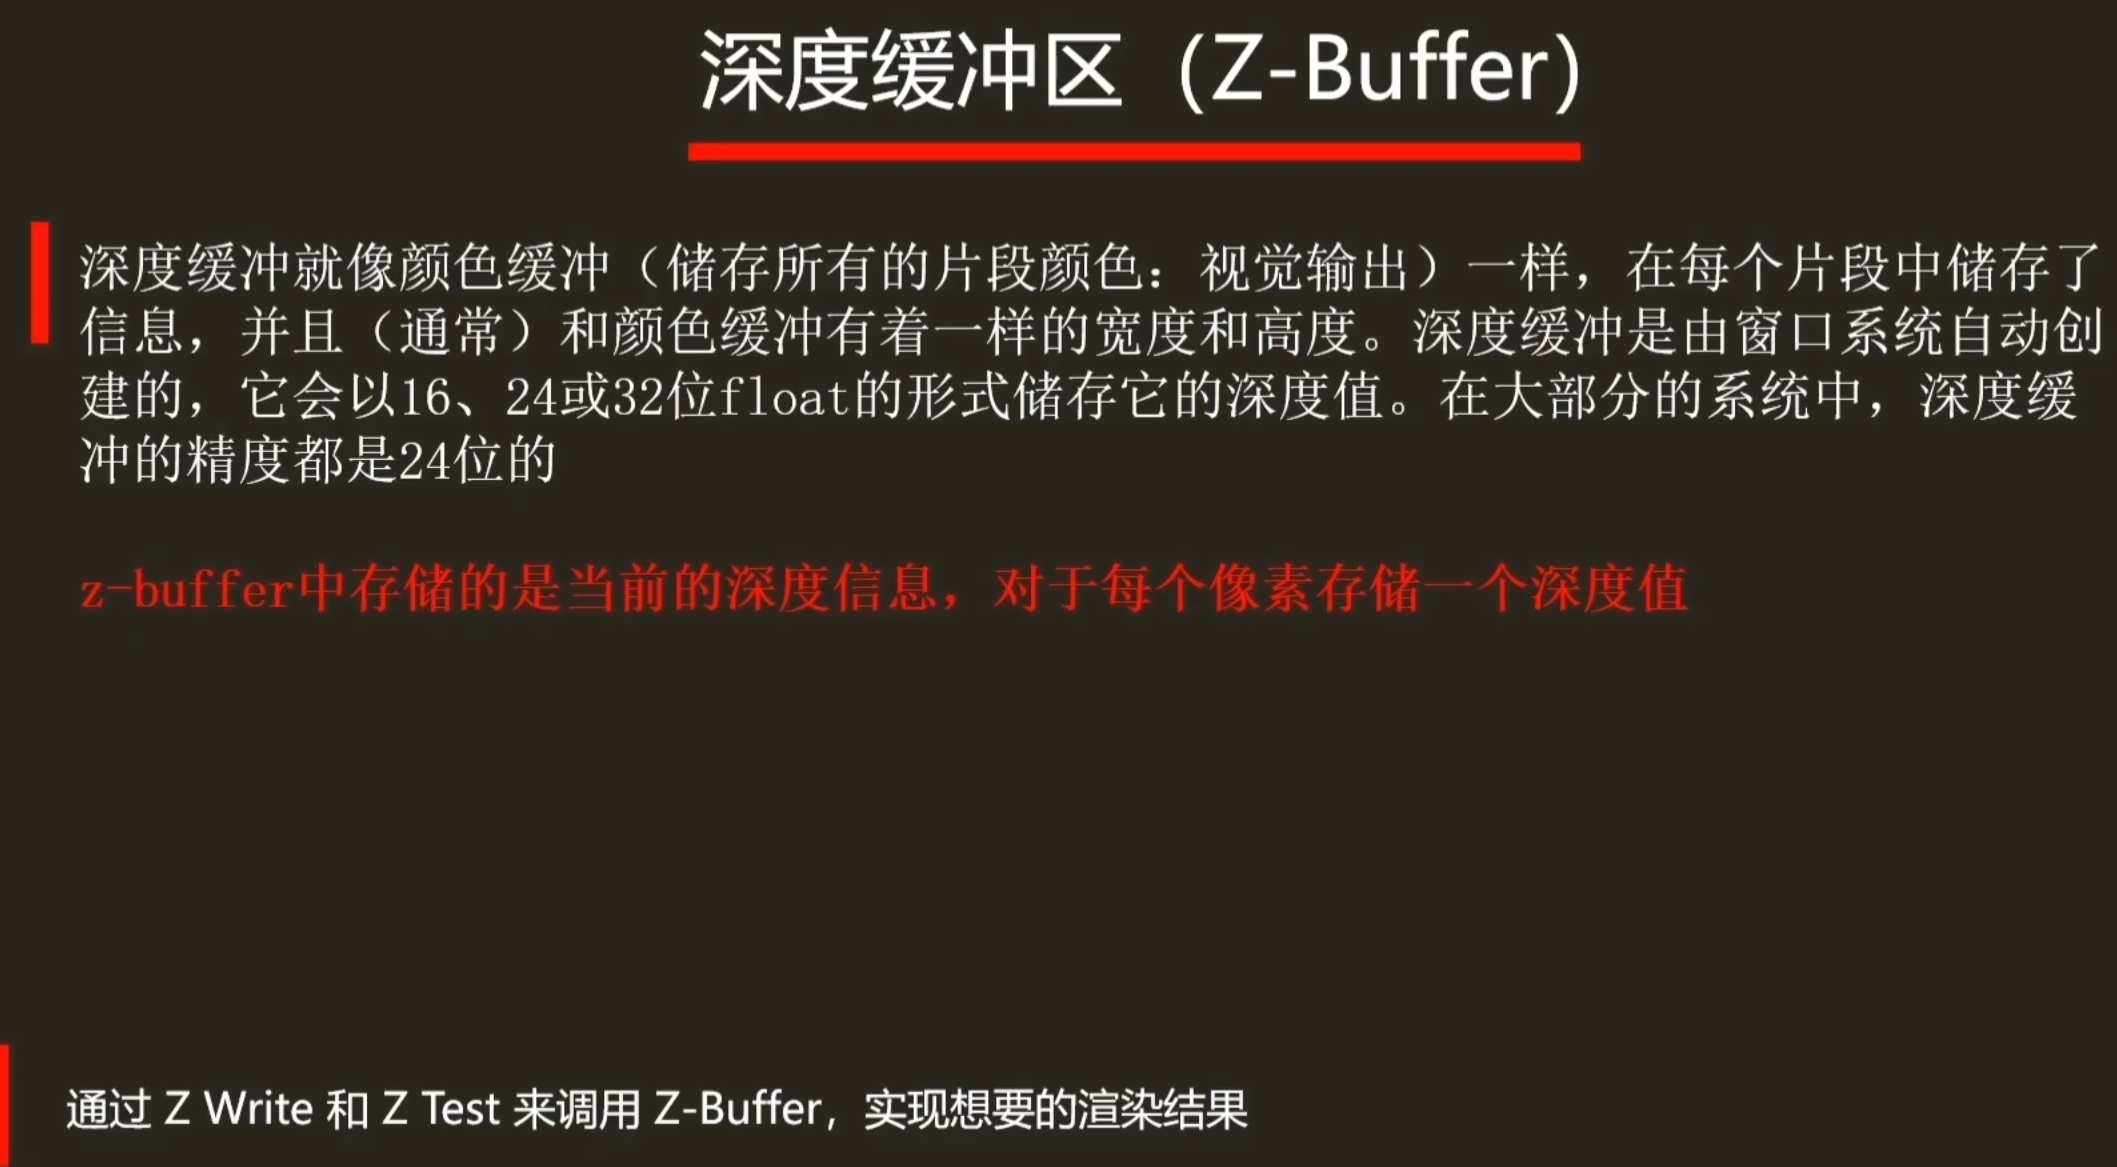 深度缓冲区（Z-Buffer）
深度缓冲就像颜色缓冲（储存所有的片段颜色：视觉输出）一样，在每个片段中储存了
信息，并且（通常）和颜色缓冲有着一样的宽度和高度。深度缓冲是由窗口系统自动创
建的，它会以16、24或32位float的形式储存它的深度值。在大部分的系统中，深度缓
冲的精度都是24位的
z-buffer中存储的是当前的深度信息，对于每个像素存储一个深度值
通过 Z Write 和 Z Test 来调用 Z-Buffer，实现想要的渲染结果